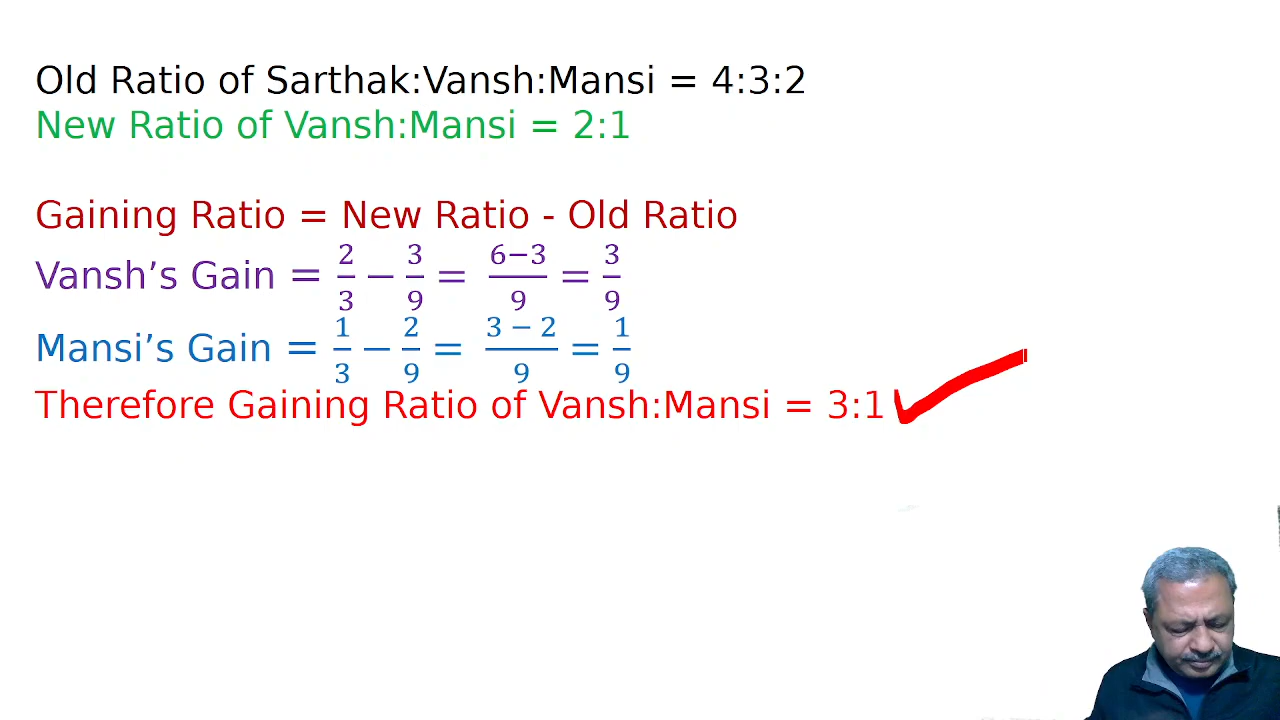 Old Ratio of Sarthak:Vansh:Mansi = 4:3:2
New Ratio of Vansh:Mansi = 2:1
Gaining Ratio = New Ratio - Old Ratio
Vansh’s Gain = 2/3 − 3/9 = 6−3/9 = 3/9
Mansi’s Gain = 1/3 − 2/9 = 3 − 2/9 = 1/9
Therefore Gaining Ratio of Vansh:Mansi = 3:1